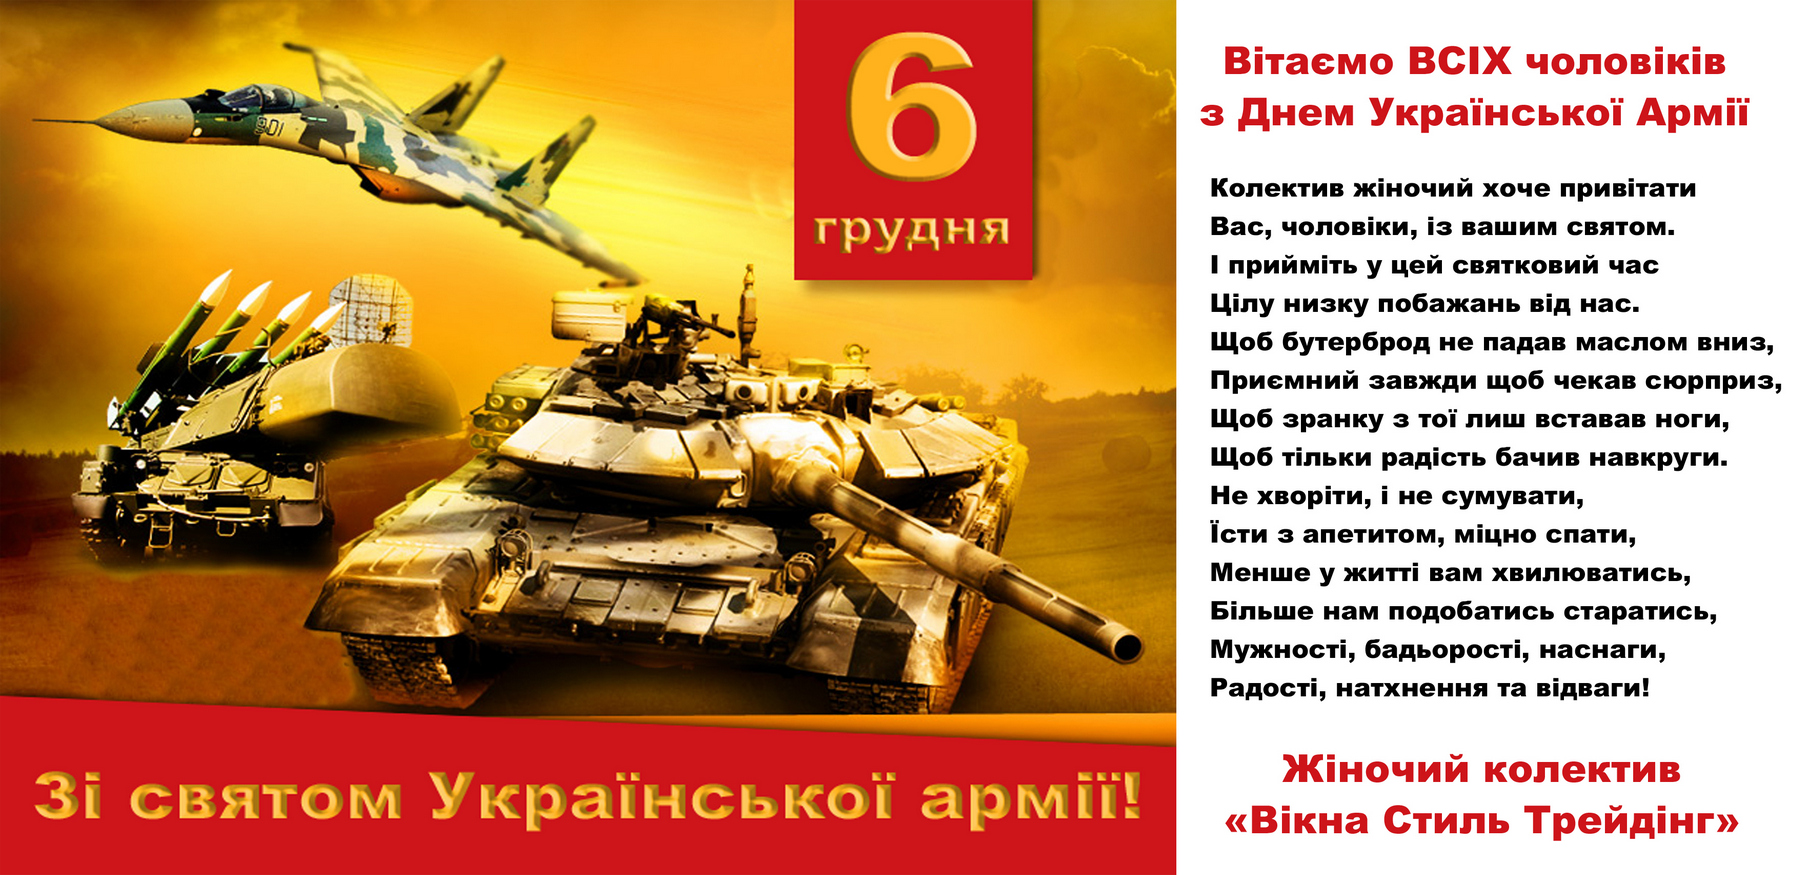 6
грудня
Зі святом Української армії!
Вітаємо ВСІХ чоловіків
з Днем Української Армії
Колектив жіночий хоче привітати
Вас, чоловіки, із вашим святом.
І прийміть у цей святковий час
Цілу низку побажань від нас.
Щоб бутерброд не падав маслом вниз,
Приємний завжди щоб чекав сюрприз,
Щоб зранку з тої лиш вставав ноги,
Щоб тільки радість бачив навкруги.
Не хворіти, і не сумувати,
Їсти з апетитом, міцно спати,
Менше у житті вам хвилюватись,
Більше нам подобатись старатись,
Мужності, бадьорості, наснаги,
Радості, натхнення та відваги!
Жіночий колектив
«Вікна Стиль Трейдінг»